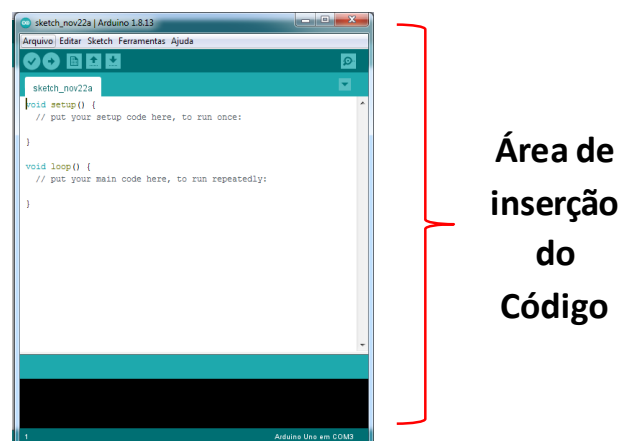 sketch_nov22a | Arduino 1.8.13
Arquivo Editar Sketch Ferramentas Ajuda
sketch_nov22a
void setup() {
// put your setup code here, to run once:
}
void loop() {
// put your main code here, to run repeatedly:
}
1
Arduino Uno em COM3
Área de
inserção
do
Código